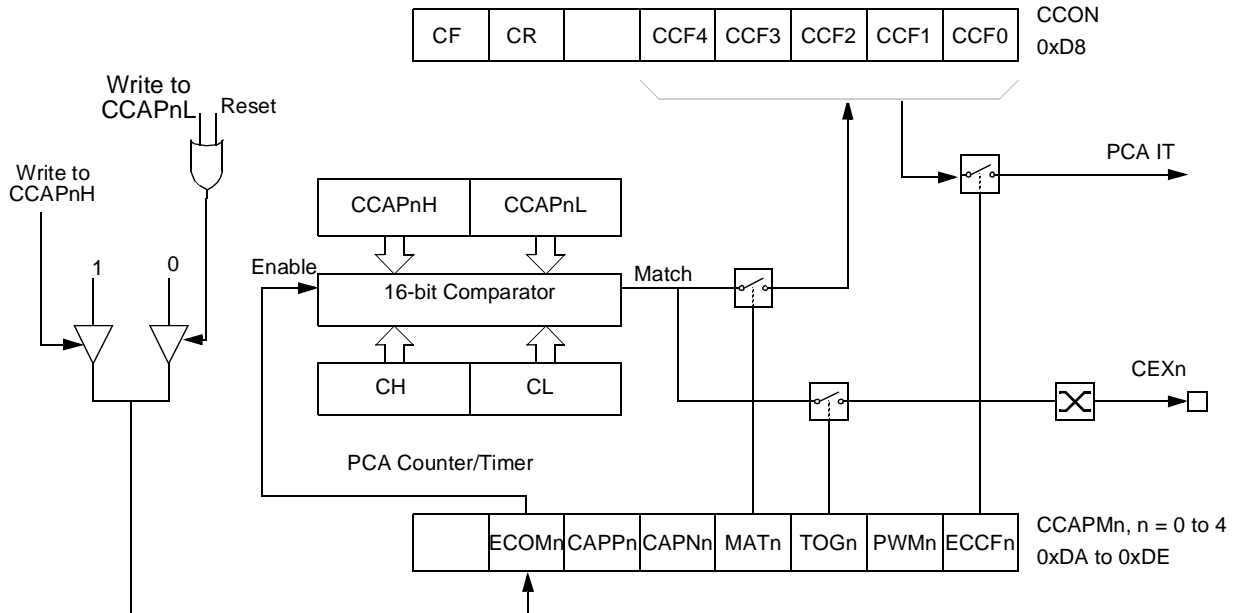 CF CR CCF4 CCF3 CCF2 CCF1 CCF0
CCON
0xD8
Write to
CCAPnL
Reset
PCA IT
Write to
CCAPnH
CCAPnH CCAPnL
1 0
Enable
16-bit Comparator
Match
CH CL
CEXn
PCA Counter/Timer
ECOMn CAPPn CAPNn MATn TOGn PWMn ECCFn
CCAPMn, n = 0 to 4
0xDA to 0xDE